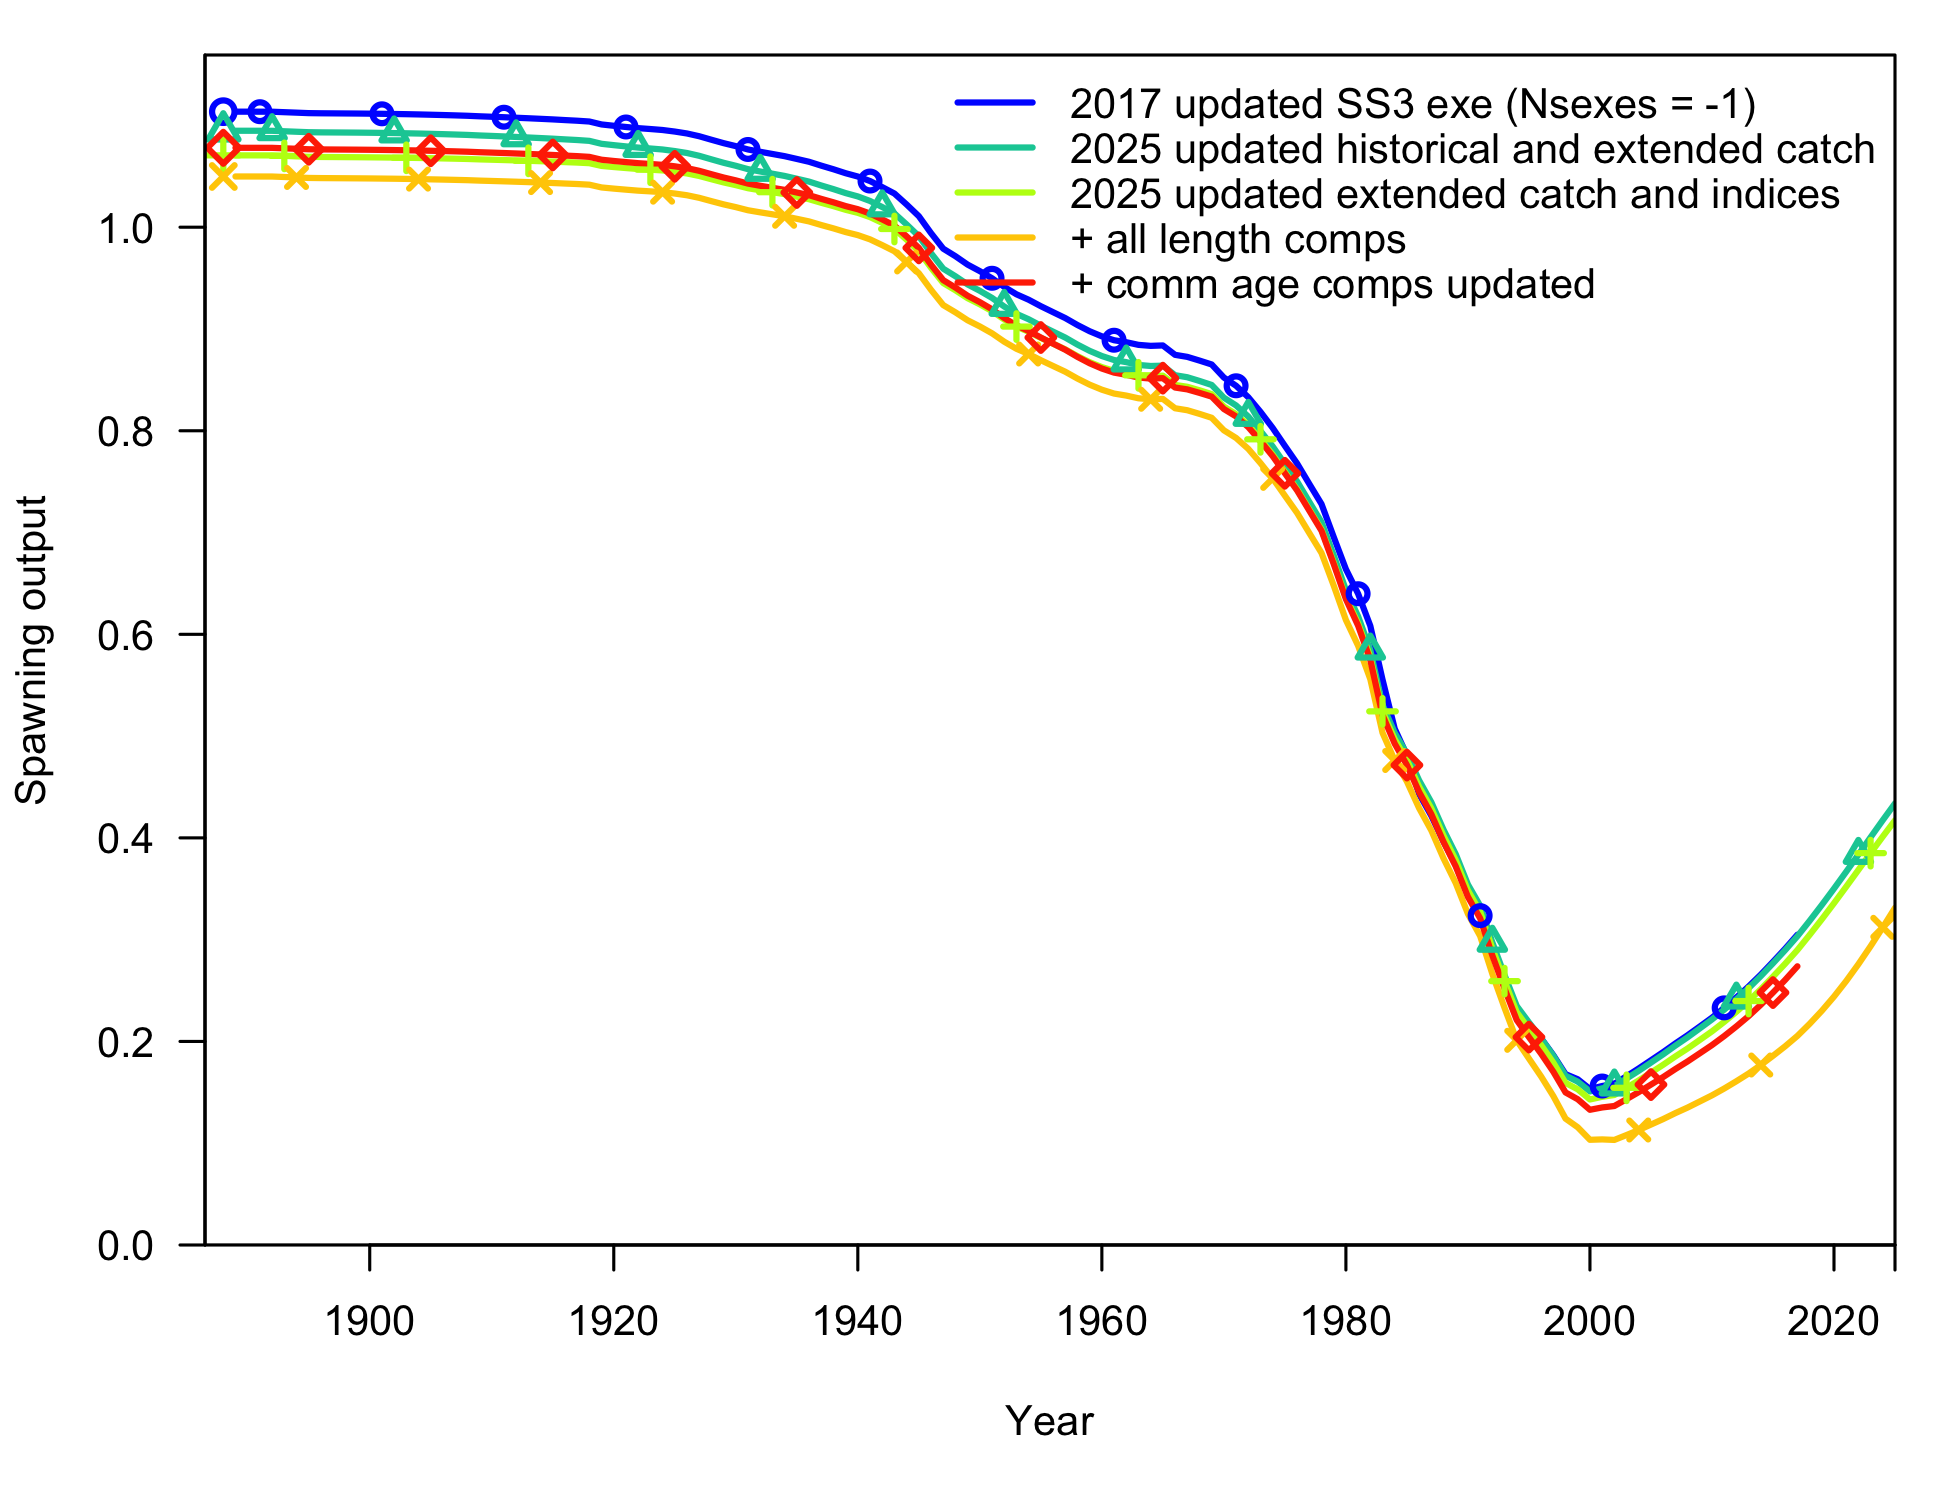 2017 updated SS3 exe (Nsexes = -1)
2025 updated historical and extended catch
2025 updated extended catch and indices
+ all length comps
+ comm age comps updated
Spawning output
1.0
0.8
0.6
0.4
0.2
0.0
1900 1920 1940 1960 1980 2000 2020
Year